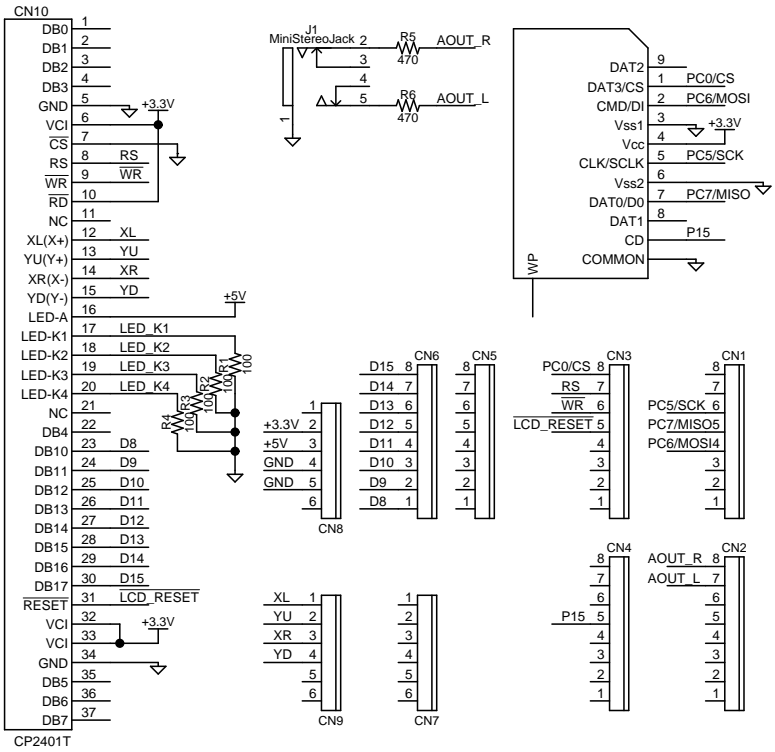 CN10
DB0 1
DB1 2
DB2 3
DB3 4
GND 5
VCI 6 +3.3V
CS 7
RS 8 RS
WR 9 WR
RD 10
NC 11
XL(X+) 12 XL
YU(Y+) 13 YU
XR(X-) 14 XR
YD(Y-) 15 YD
LED-A 16 +5V
LED-K1 17 LED_K1
LED-K2 18 LED_K2
LED-K3 19 LED_K3
LED-K4 20 LED_K4
NC 21
DB4 22
DB10 23 D8
DB11 24 D9
DB12 25 D10
DB13 26 D11
DB14 27 D12
DB15 28 D13
DB16 29 D14
DB17 30 D15
RESET 31 LCD_RESET
VCI 32
VCI 33 +3.3V
GND 34
DB5 35
DB6 36
DB7 37
CP2401T
R1 100
R2 100
R3 100
R4 100
J1
MiniStereoJack
2 R5 AOUT_R
470
3
4
5 R6 AOUT_L
470
1
DAT2 9
DAT3/CS 1 PC0/CS
CMD/DI 2 PC6/MOSI
Vss1 3
Vcc 4 +3.3V
CLK/SCLK 5 PC5/SCK
Vss2 6
DAT0/D0 7 PC7/MISO
DAT1 8
CD P15
COMMON
WP
1
+3.3V 2
+5V 3
GND 4
GND 5
6
CN8
CN6
D15 8
D14 7
D13 6
D12 5
D11 4
D10 3
D9 2
D8 1
CN5
8
7
6
5
4
3
2
1
CN3
PC0/CS 8
RS 7
WR 6
LCD_RESET 5
4
3
2
1
CN1
8
7
PC5/SCK 6
PC7/MISO 5
PC6/MOSI 4
3
2
1
XL 1
YU 2
XR 3
YD 4
5
6
CN9
1
2
3
4
5
6
CN7
CN4
8
7
6
P15 5
4
3
2
1
CN2
AOUT_R 8
AOUT_L 7
6
5
4
3
2
1